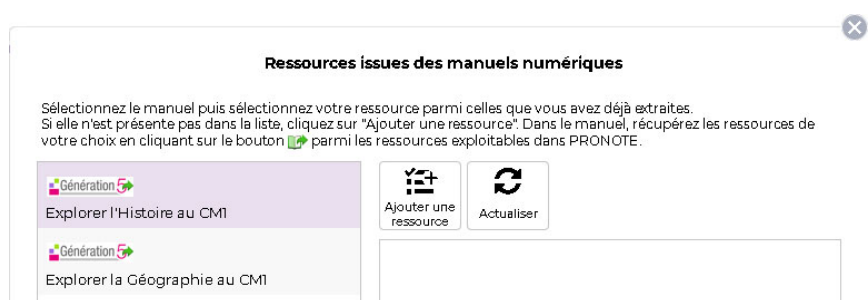 Ressources issues des manuels numériques
Sélectionnez le manuel puis sélectionnez votre ressource parmi celles que vous avez déjà extraites.
Si elle n'est présente pas dans la liste, cliquez sur "Ajouter une ressource". Dans le manuel, récupérez les ressources de
votre choix en cliquant sur le bouton parmi les ressources exploitables dans PRONOTE.
Génération 5
Explorer l'Histoire au CM1
Ajouter une
ressource
Actualiser
Génération 5
Explorer la Géographie au CM1